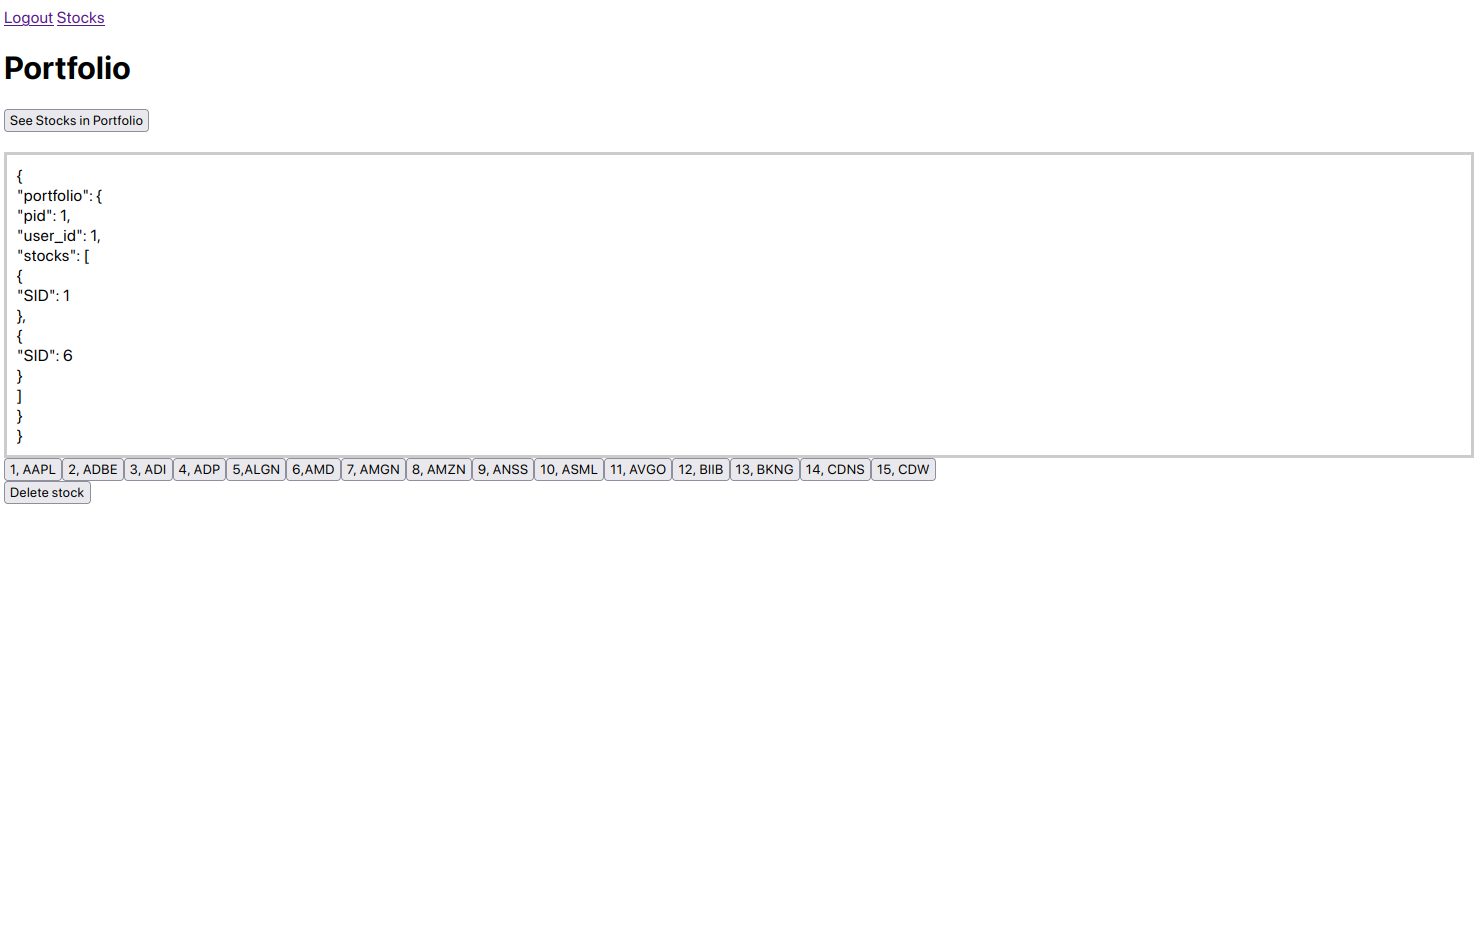 Logout Stocks
Portfolio
See Stocks in Portfolio
{
"portfolio": {
"pid": 1,
"user_id": 1,
"stocks": [
{
"SID": 1
},
{
"SID": 6
}
]
}
}
1, AAPL 2, ADBE 3, ADI 4, ADP 5,ALGN 6,AMD 7, AMGN 8, AMZN 9, ANSS 10, ASML 11, AVGO 12, BIIB 13, BKNG 14, CDNS 15, CDW
Delete stock